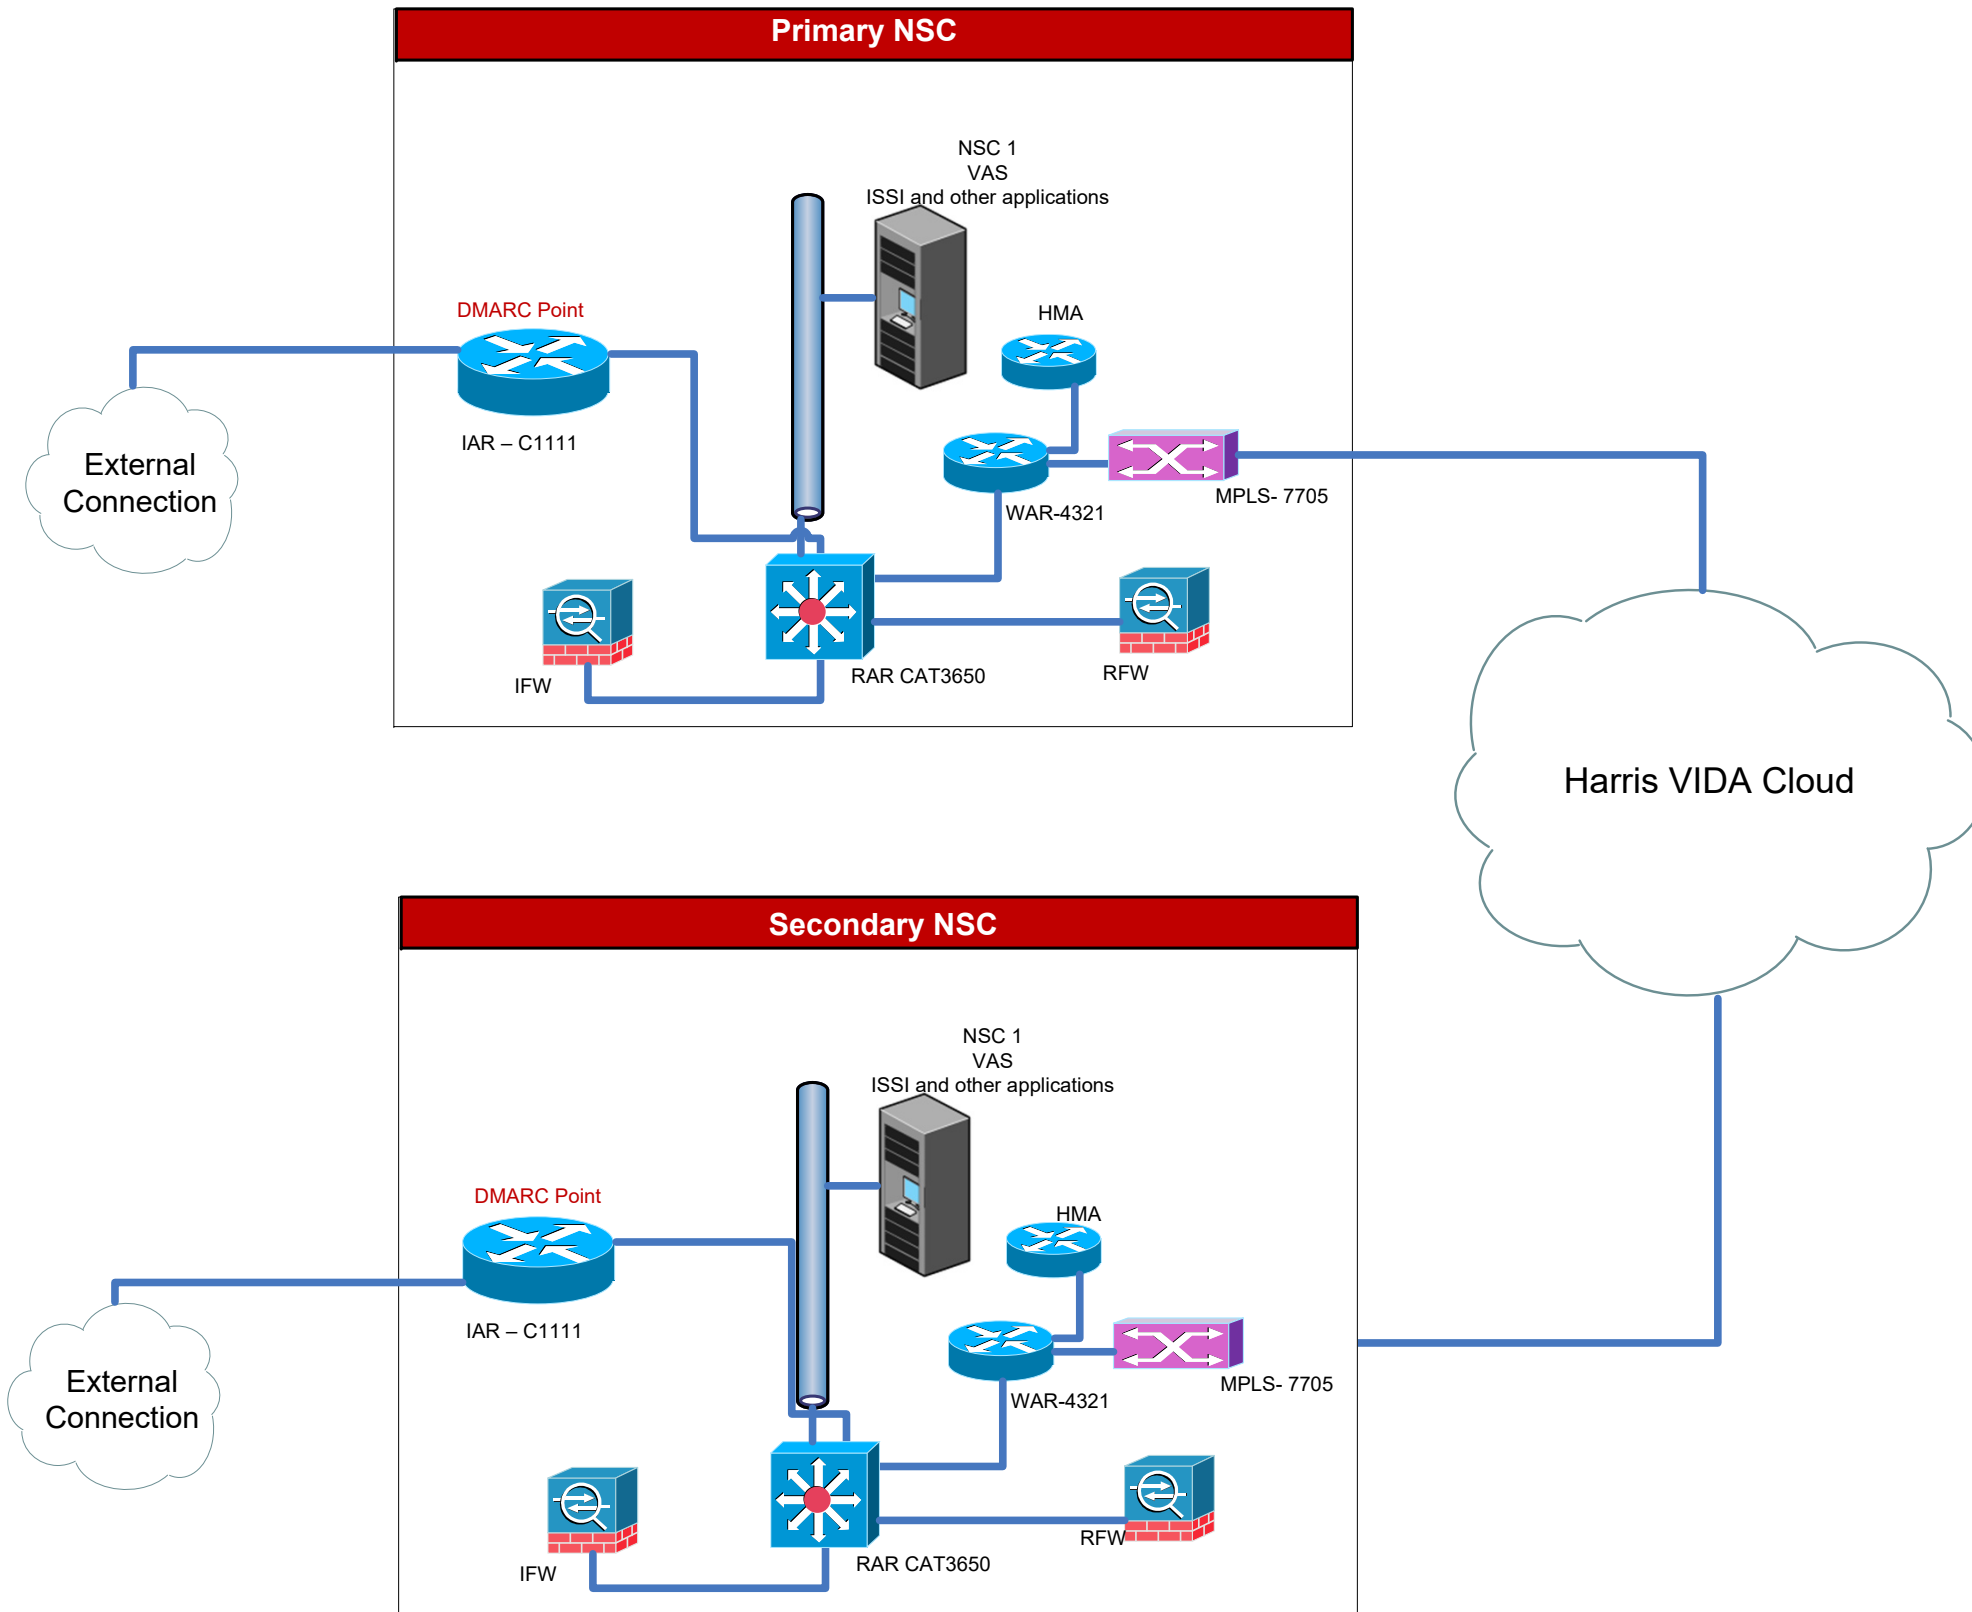 Primary NSC
NSC 1
VAS
ISSI and other applications
DMARC Point
HMA
IAR – C1111
External
Connection
MPLS- 7705
WAR-4321
RAR CAT3650
RFW
IFW
Harris VIDA Cloud
Secondary NSC
NSC 1
VAS
ISSI and other applications
DMARC Point
HMA
IAR – C1111
External
Connection
MPLS- 7705
WAR-4321
RFW
RAR CAT3650
IFW